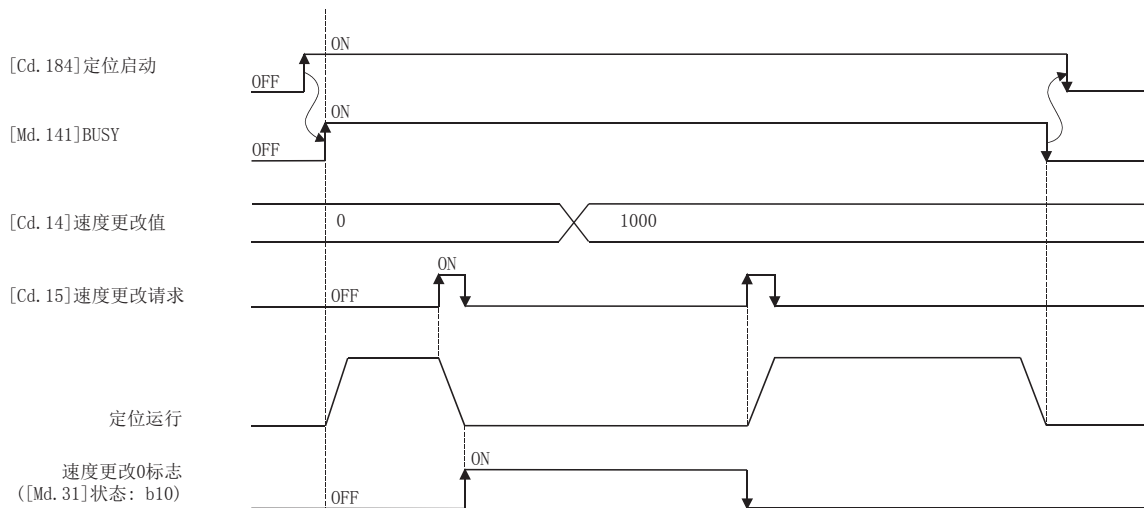 ON
[Cd.184]定位启动
OFF
ON
[Md.141]BUSY
OFF
[Cd.14]速度更改值
0
1000
ON
[Cd.15]速度更改请求
OFF
定位运行
ON
速度更改0标志
([Md.31]状态: b10)
OFF